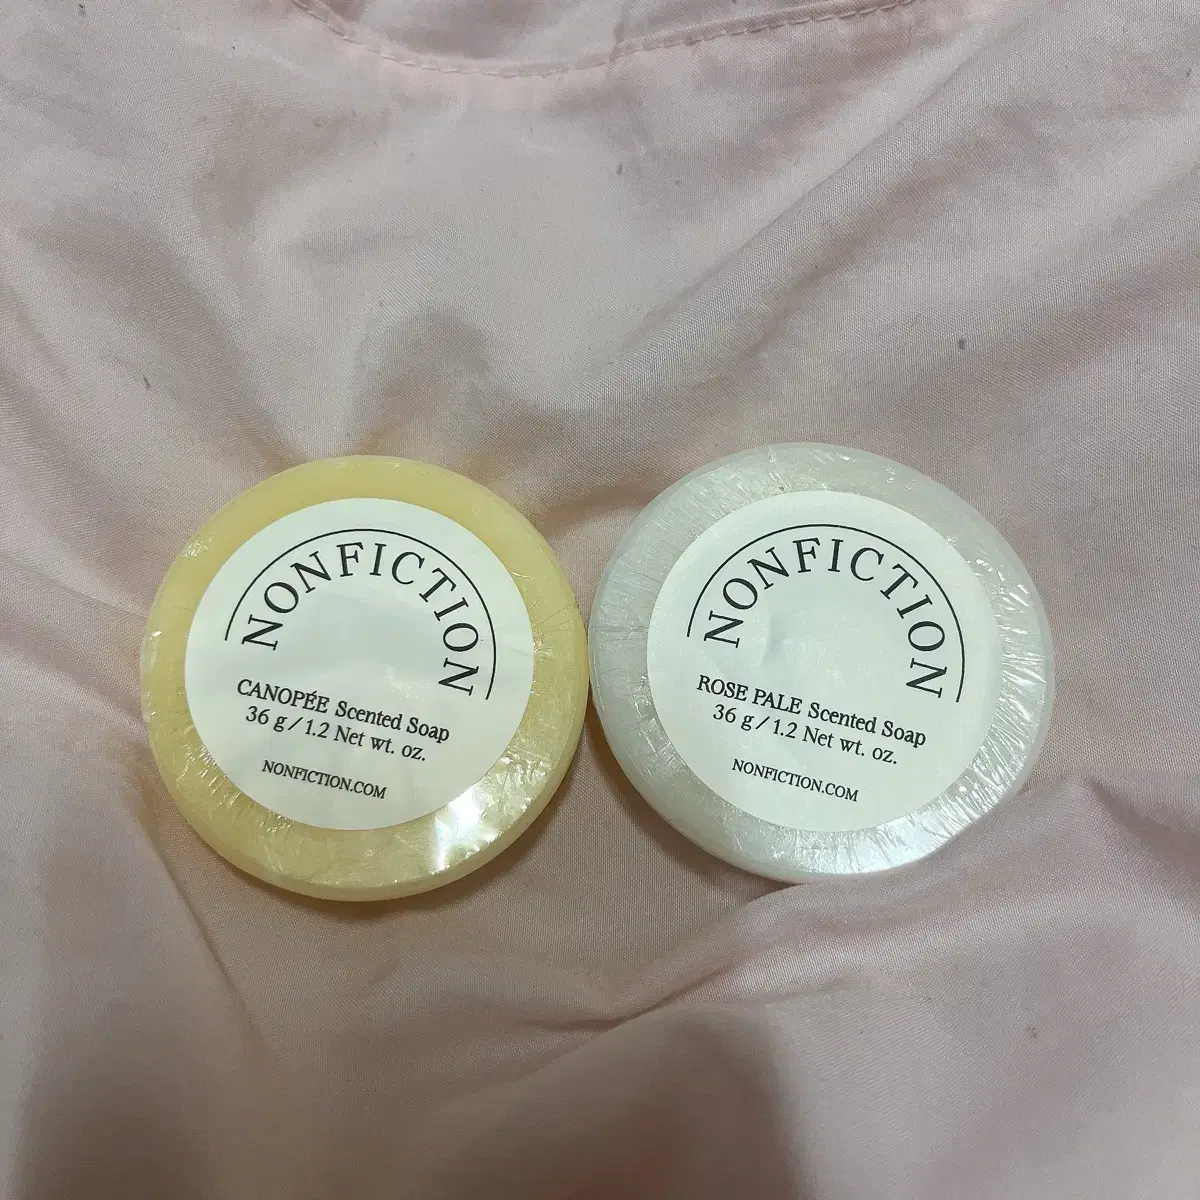 NONFICTION
CANOPÉE Scented Soap
36 g / 1.2 Net wt. oz.
NONFICTION.COM
NONFICTION
ROSE PALE Scented Soap
36 g / 1.2 Net wt. oz.
NONFICTION.COM